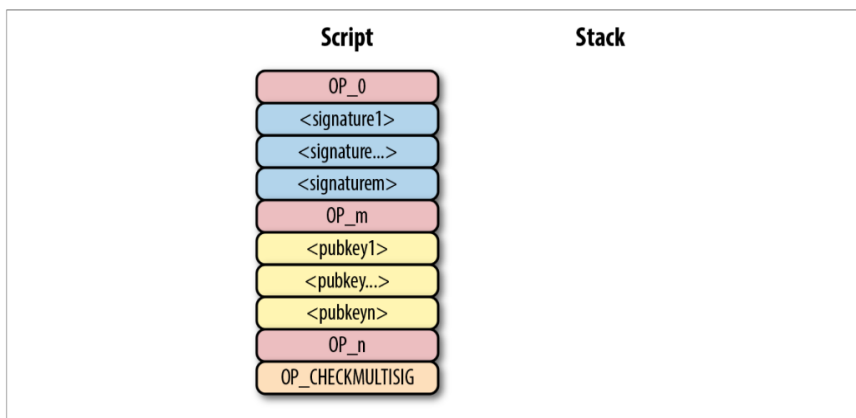 Script Stack
OP_0
<signature1>
<signature...>
<signaturem>
OP_m
<pubkey1>
<pubkey...>
<pubkeyn>
OP_n
OP_CHECKMULTISIG